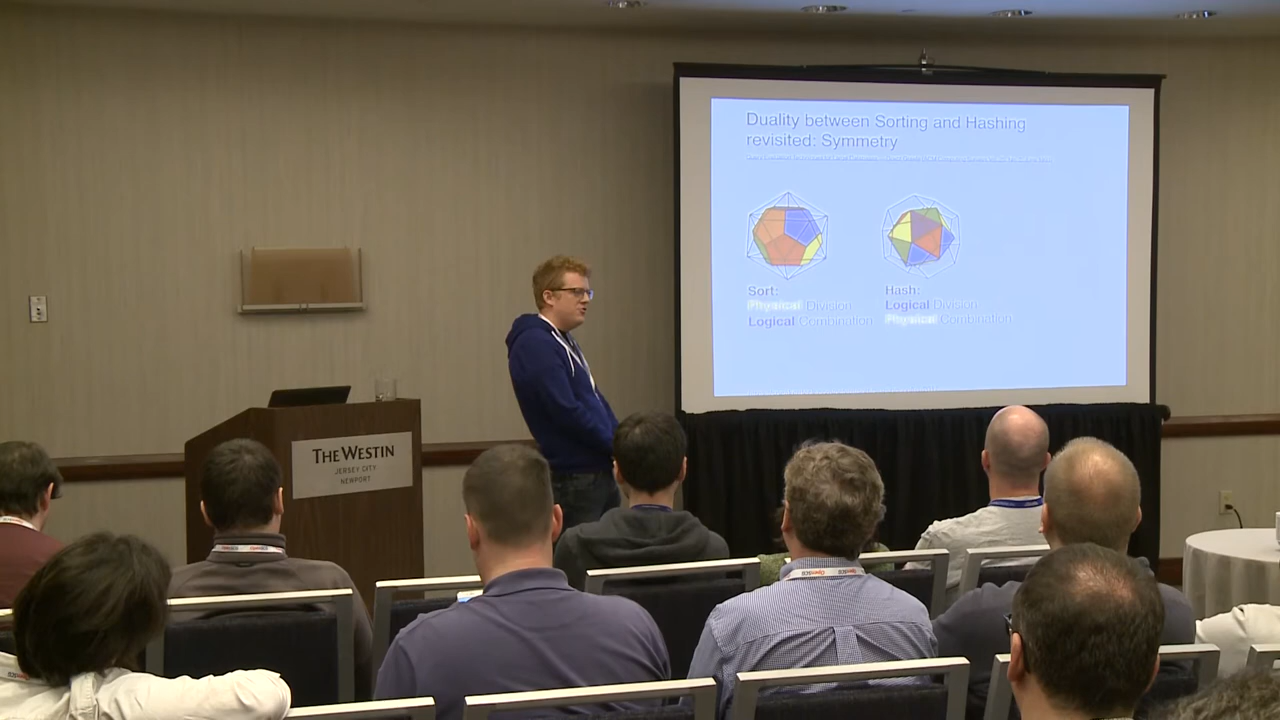 Duality between Sorting and Hashing
revisited: Symmetry
Sort:
Physical Division
Logical Combination
Hash:
Logical Division
Physical Combination
THE WESTIN
JERSEY CITY
NEWPORT